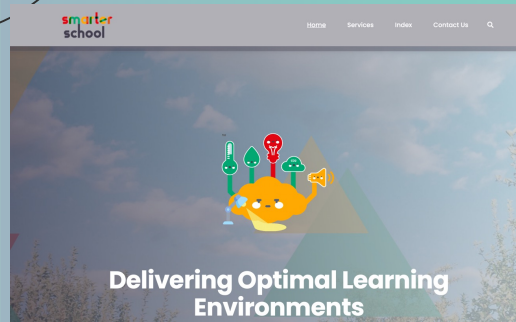 smarter
school
Home Services Index Contact Us
Delivering Optimal Learning
Environments